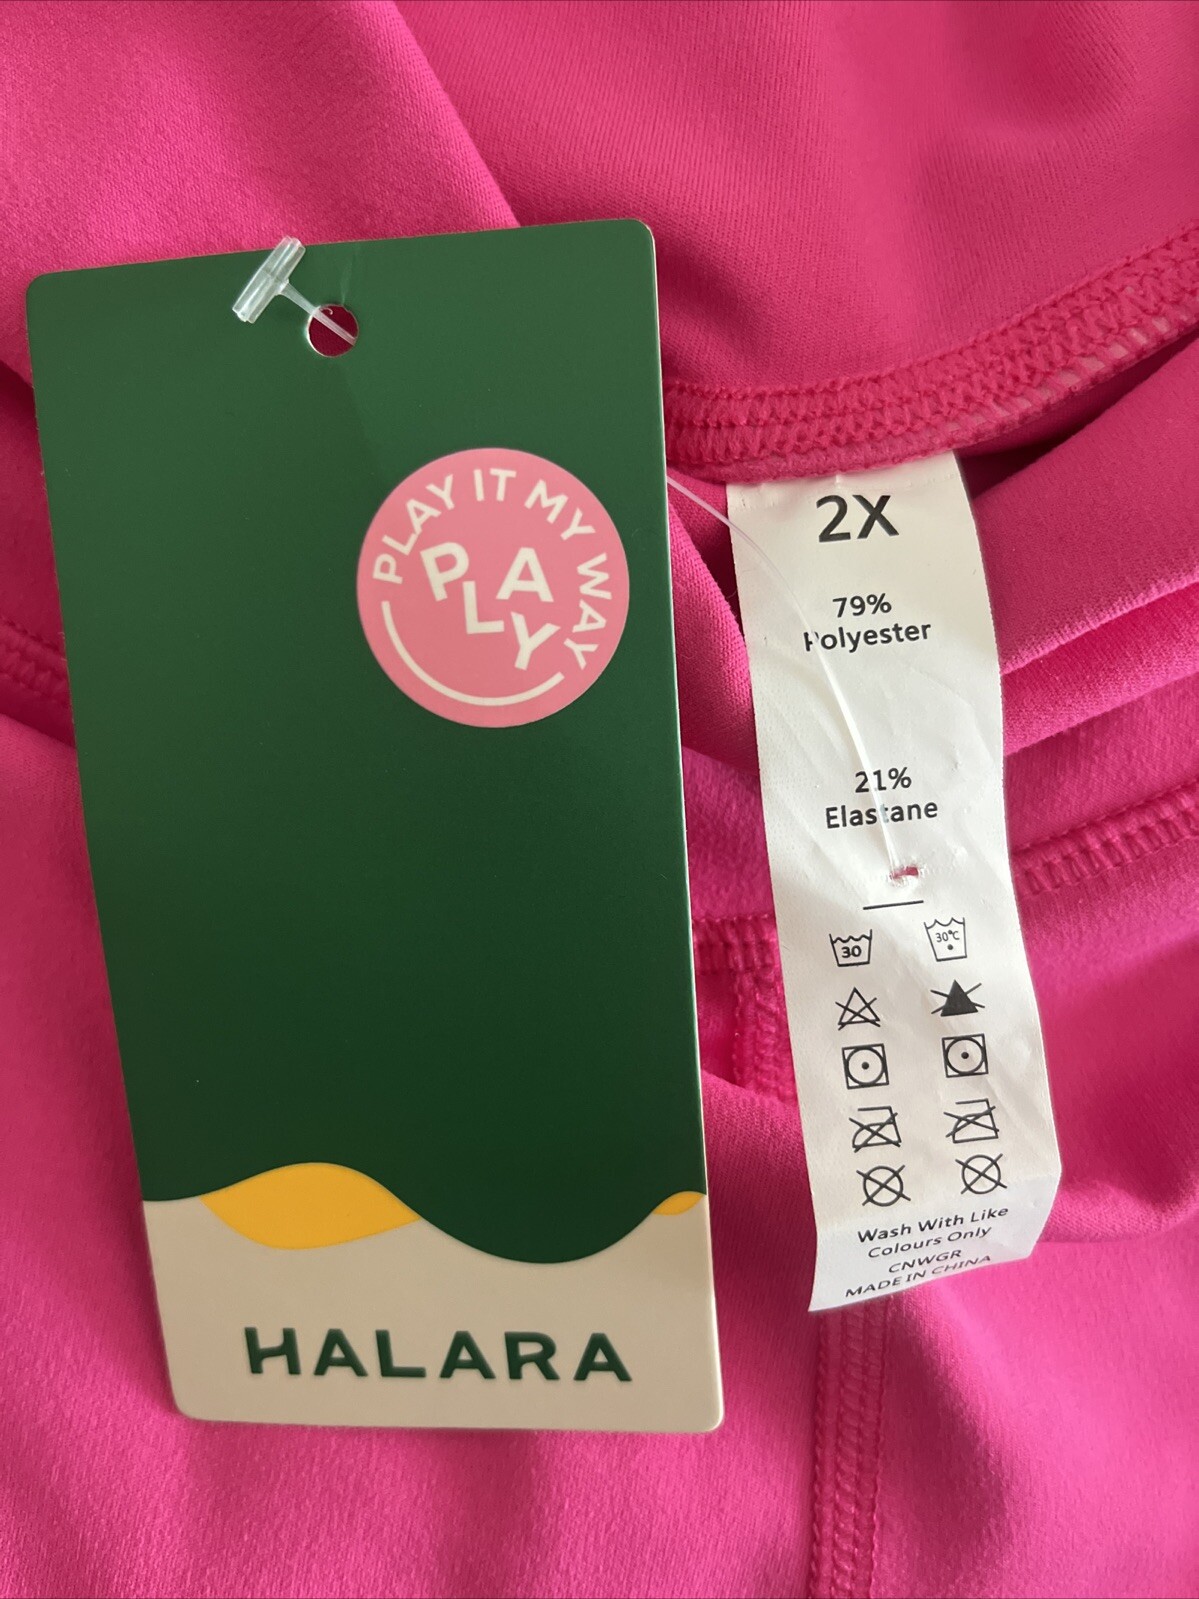 PLAY IT MY WAY
PLAY
HALARA
2X
79%
Polyester
21%
Elastane
30
30°C
Wash With Like
Colours Only
CNWGR
MADE IN CHINA